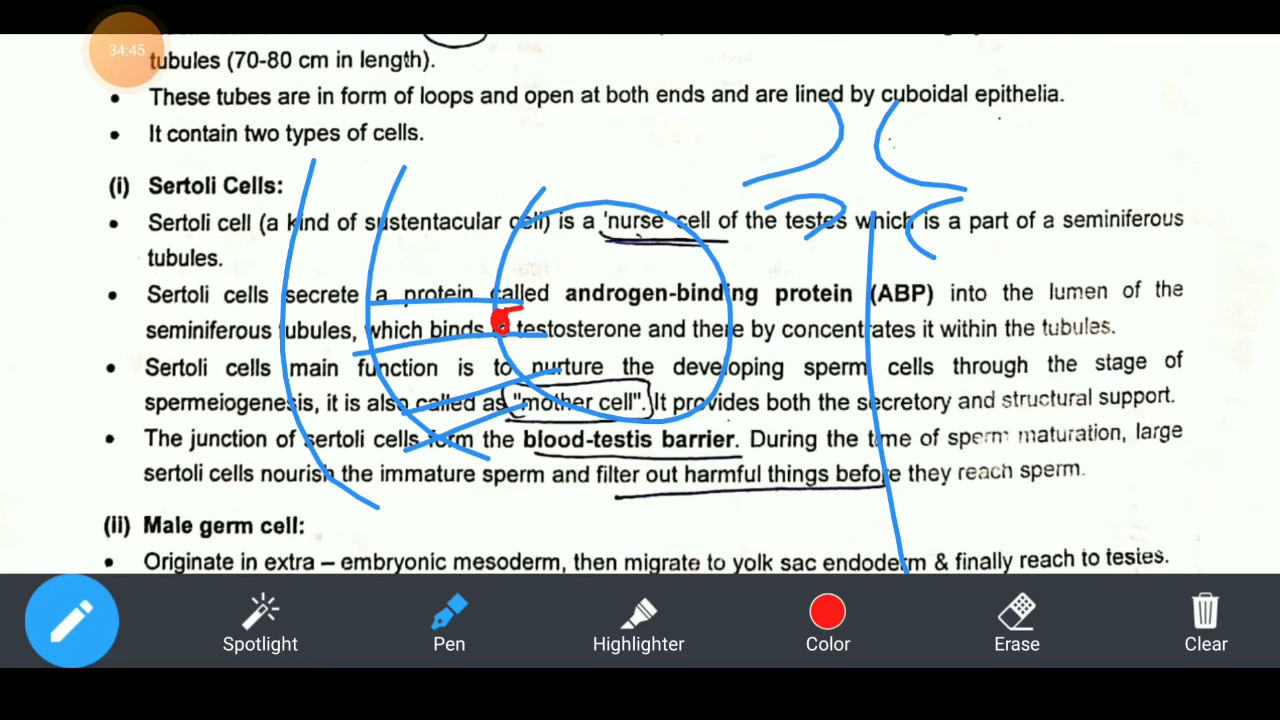 34:45
tubules (70-80 cm in length).
• These tubes are in form of loops and open at both ends and are lined by cuboidal epithelia.
• It contain two types of cells.
(i) Sertoli Cells:
• Sertoli cell (a kind of sustentacular cell) is a 'nurse' cell of the testes which is a part of a seminiferous
tubules.
• Sertoli cells secrete a protein called androgen-binding protein (ABP) into the lumen of the
seminiferous tubules, which binds to testosterone and there by concentrates it within the tubules.
• Sertoli cells main function is to nurture the developing sperm cells through the stage of
spermeiogenesis, it is also called as "mother cell". It provides both the secretory and structural support.
• The junction of sertoli cells form the blood-testis barrier. During the time of sperm maturation, large
sertoli cells nourish the immature sperm and filter out harmful things before they reach sperm.
(ii) Male germ cell:
• Originate in extra – embryonic mesoderm, then migrate to yolk sac endoderm & finally reach to testies.
Spotlight Pen Highlighter Color Erase Clear